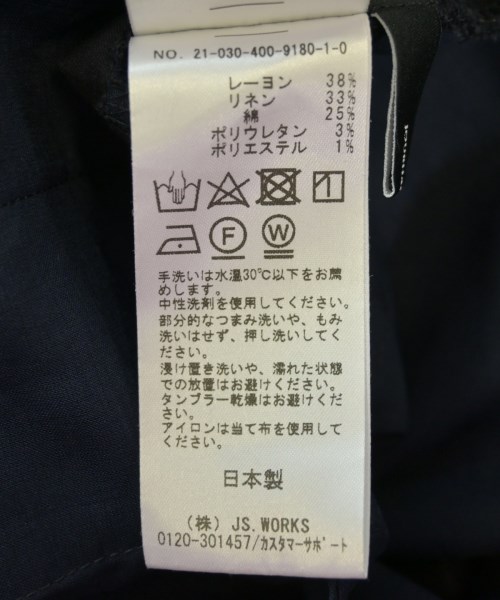 NO. 21-030-400-9180-1-0
レーヨン 38%
リネン 33%
綿 25%
ポリウレタン 3%
ポリエステル 1%
F W
手洗いは水温30℃以下をお薦
めします。
中性洗剤を使用してください。
部分的なつまみ洗いや、もみ
洗いはせず、押し洗いしてく
ださい。
浸け置き洗いや、濡れた状態
での放置はお避けください。
タンブラー乾燥はお避けくだ
さい。
アイロンは当て布を使用して
ください。
日本製
(株) JS.WORKS
0120-301457/カスタマーサポート